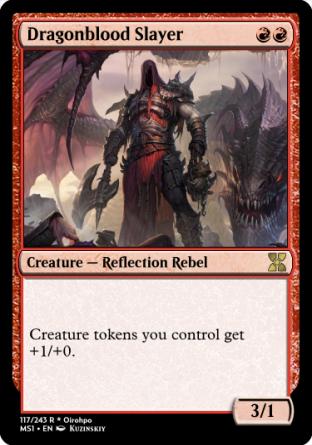 Dragonblood Slayer
Creature — Reflection Rebel
Creature tokens you control get
+1/+0.
3/1
117/243 R * Oirohpo
MS1 • EN Kuzinskiy